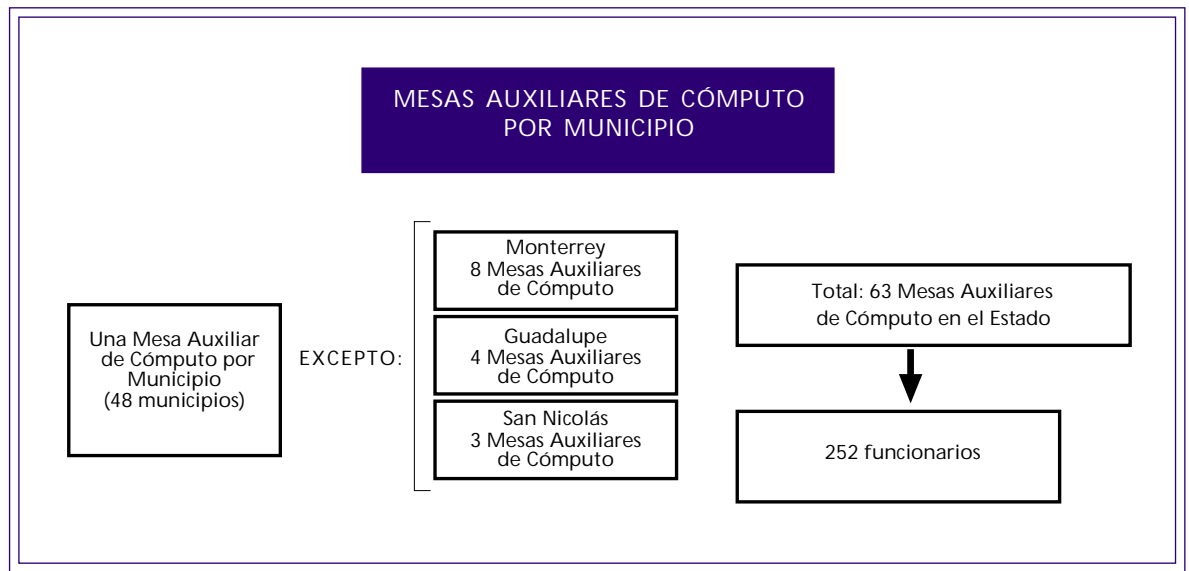 MESAS AUXILIARES DE CÓMPUTO
POR MUNICIPIO
Una Mesa Auxiliar
de Cómputo por
Municipio
(48 municipios)
EXCEPTO:
Monterrey
8 Mesas Auxiliares
de Cómputo
Guadalupe
4 Mesas Auxiliares
de Cómputo
San Nicolás
3 Mesas Auxiliares
de Cómputo
Total: 63 Mesas Auxiliares
de Cómputo en el Estado
252 funcionarios